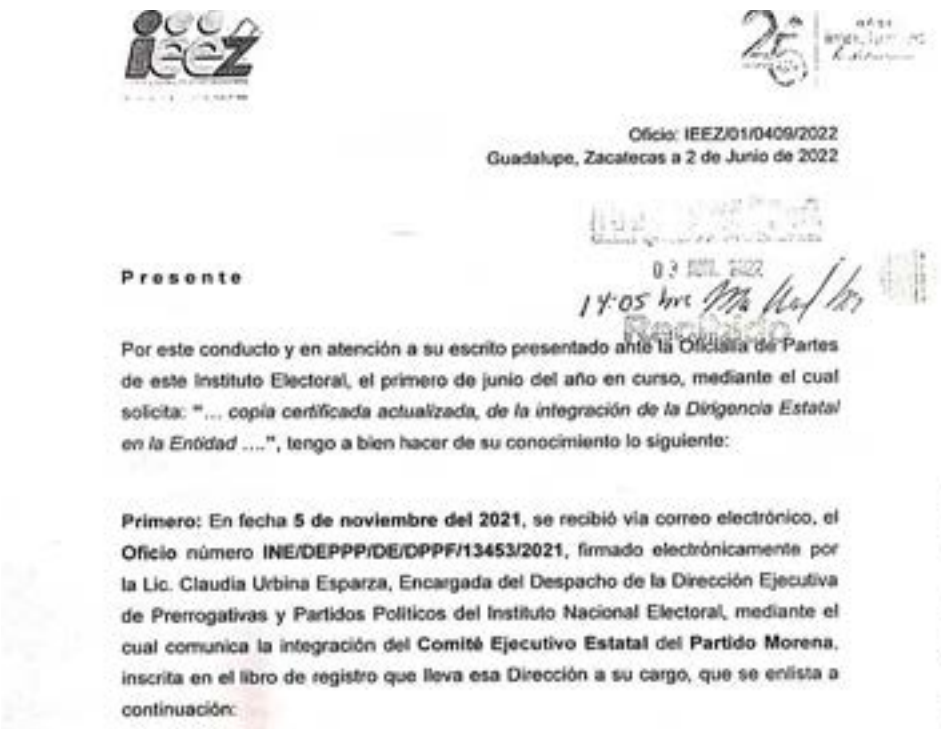 ieez
25
Oficio: IEEZ/01/0409/2022
Guadalupe, Zacatecas a 2 de Junio de 2022
03 2022
Presente
14:05 hrs
Recibido
Por este conducto y en atención a su escrito presentado ante la Oficialía de Partes
de este Instituto Electoral, el primero de junio del año en curso, mediante el cual
solicita: "... copia certificada actualizada, de la integración de la Dirigencia Estatal
en la Entidad ....", tengo a bien hacer de su conocimiento lo siguiente:
Primero: En fecha 5 de noviembre del 2021, se recibió vía correo electrónico, el
Oficio número INE/DEPPP/DE/DPPF/13453/2021, firmado electrónicamente por
la Lic. Claudia Urbina Esparza, Encargada del Despacho de la Dirección Ejecutiva
de Prerrogativas y Partidos Políticos del Instituto Nacional Electoral, mediante el
cual comunica la integración del Comité Ejecutivo Estatal del Partido Morena,
inscrita en el libro de registro que lleva esa Dirección a su cargo, que se enlista a
continuación: